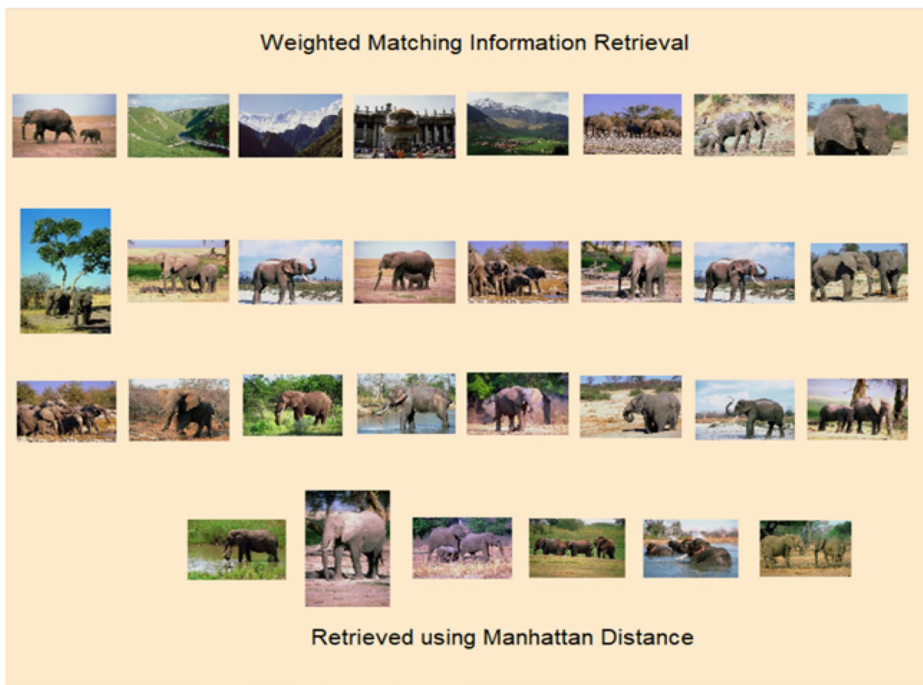 Weighted Matching Information Retrieval
Retrieved using Manhattan Distance